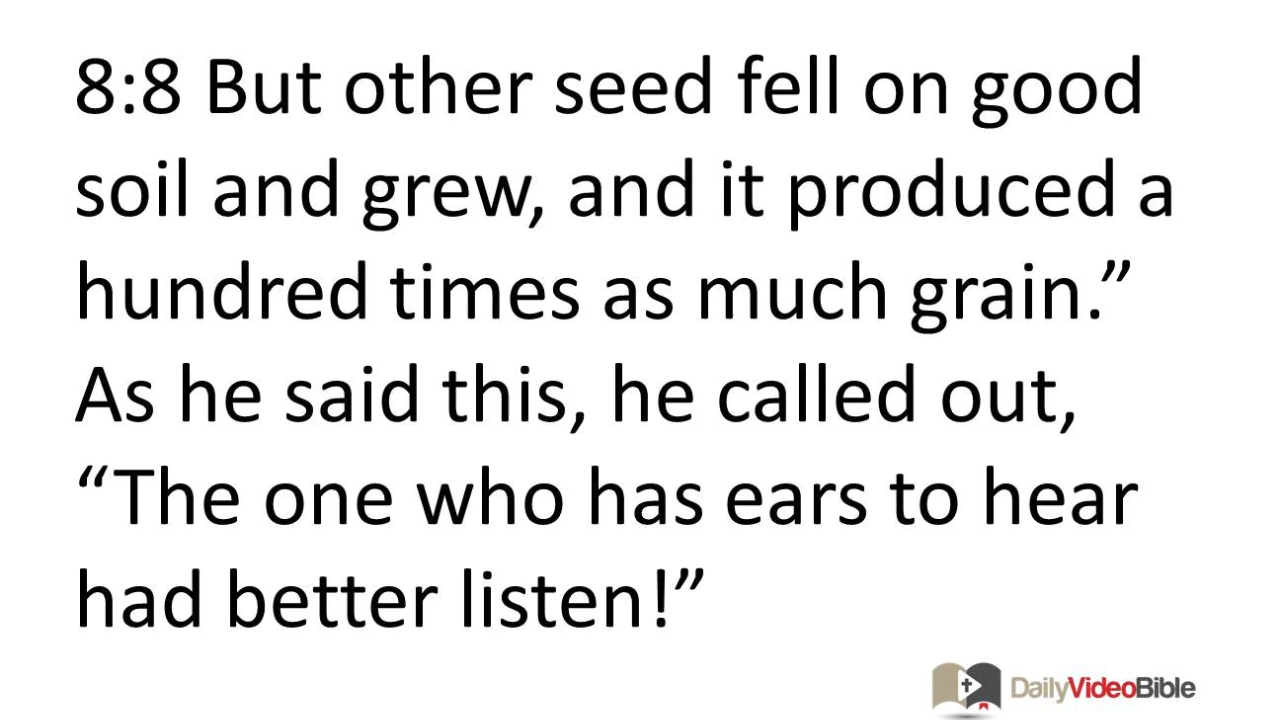 8:8 But other seed fell on good
soil and grew, and it produced a
hundred times as much grain.”
As he said this, he called out,
“The one who has ears to hear
had better listen!”
DailyVideoBible